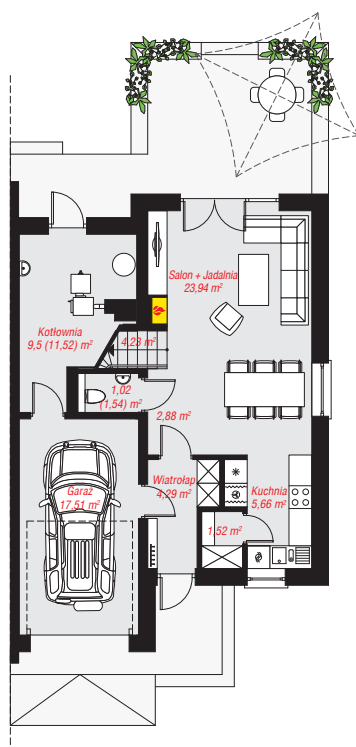 Salon + Jadalnia
23,94 m²
Kotłownia
9,5 (11,52) m²
4,23 m²
1,02
(1,54) m²
2,88 m²
Wiatrołap
4,29 m²
Kuchnia
5,66 m²
Garaż
17,51 m²
1,52 m²